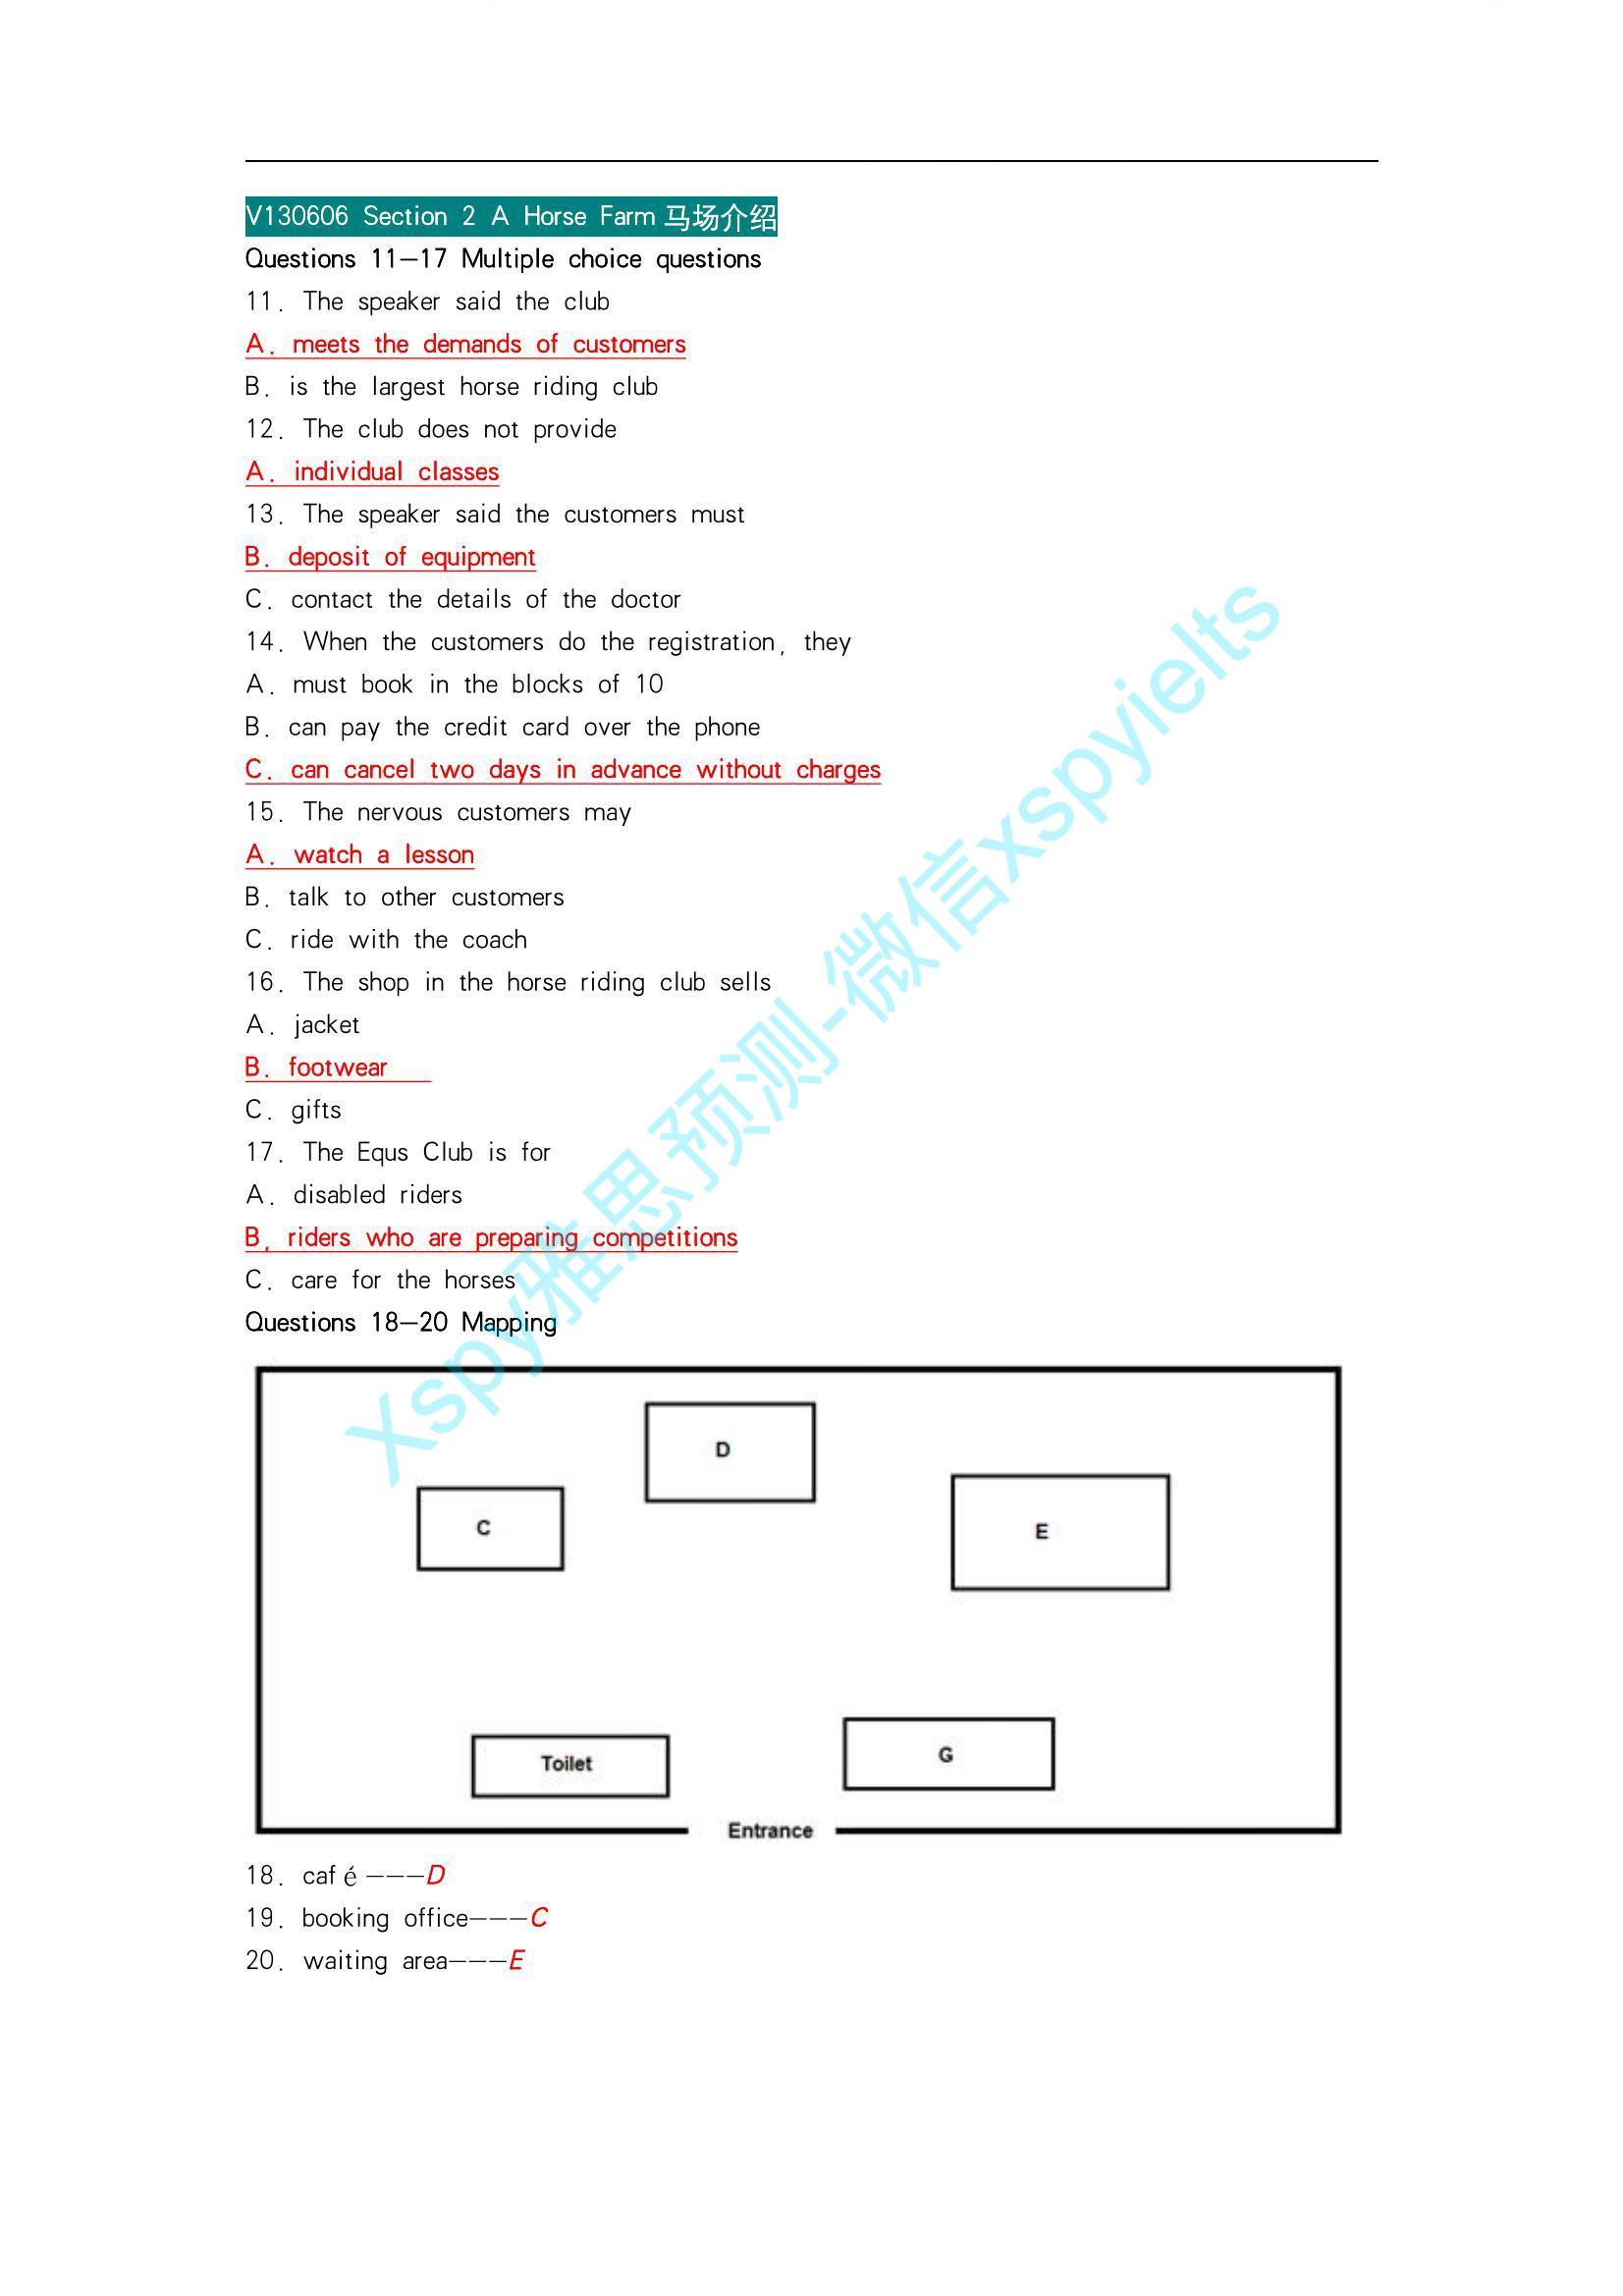 V130606 Section 2 A Horse Farm 马场介绍
Questions 11—17 Multiple choice questions
11. The speaker said the club
A. meets the demands of customers
B. is the largest horse riding club
12. The club does not provide
A. individual classes
13. The speaker said the customers must
B. deposit of equipment
C. contact the details of the doctor
14. When the customers do the registration, they
A. must book in the blocks of 10
B. can pay the credit card over the phone
C. can cancel two days in advance without charges
15. The nervous customers may
A. watch a lesson
B. talk to other customers
C. ride with the coach
16. The shop in the horse riding club sells
A. jacket
B. footwear
C. gifts
17. The Equs Club is for
A. disabled riders
B, riders who are preparing competitions
C. care for the horses
Questions 18—20 Mapping
D
C
E
Toilet
G
Entrance
18. café ———D
19. booking office———C
20. waiting area———E
Xspy雅思预测-微信xspyielts